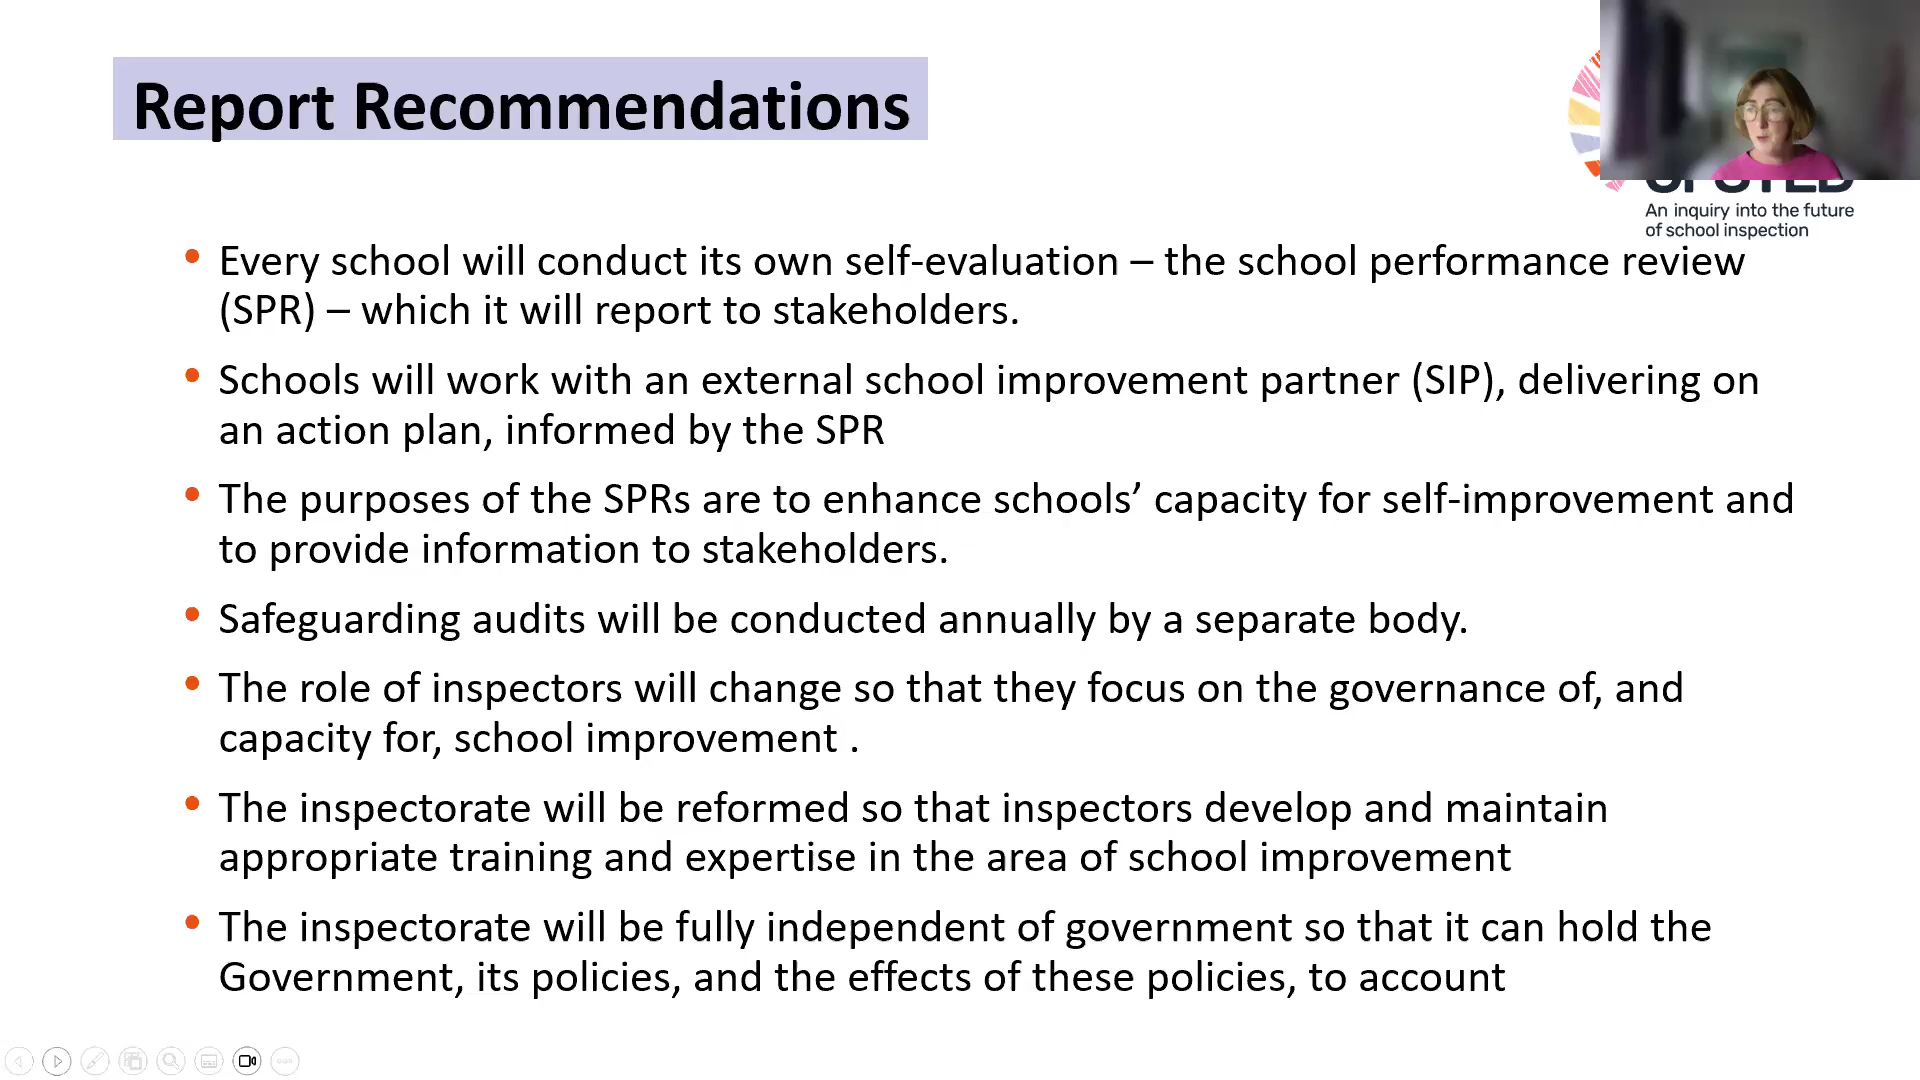 Report Recommendations
An inquiry into the future
of school inspection
• Every school will conduct its own self-evaluation – the school performance review
(SPR) – which it will report to stakeholders.
• Schools will work with an external school improvement partner (SIP), delivering on
an action plan, informed by the SPR
• The purposes of the SPRs are to enhance schools’ capacity for self-improvement and
to provide information to stakeholders.
• Safeguarding audits will be conducted annually by a separate body.
• The role of inspectors will change so that they focus on the governance of, and
capacity for, school improvement .
• The inspectorate will be reformed so that inspectors develop and maintain
appropriate training and expertise in the area of school improvement
• The inspectorate will be fully independent of government so that it can hold the
Government, its policies, and the effects of these policies, to account